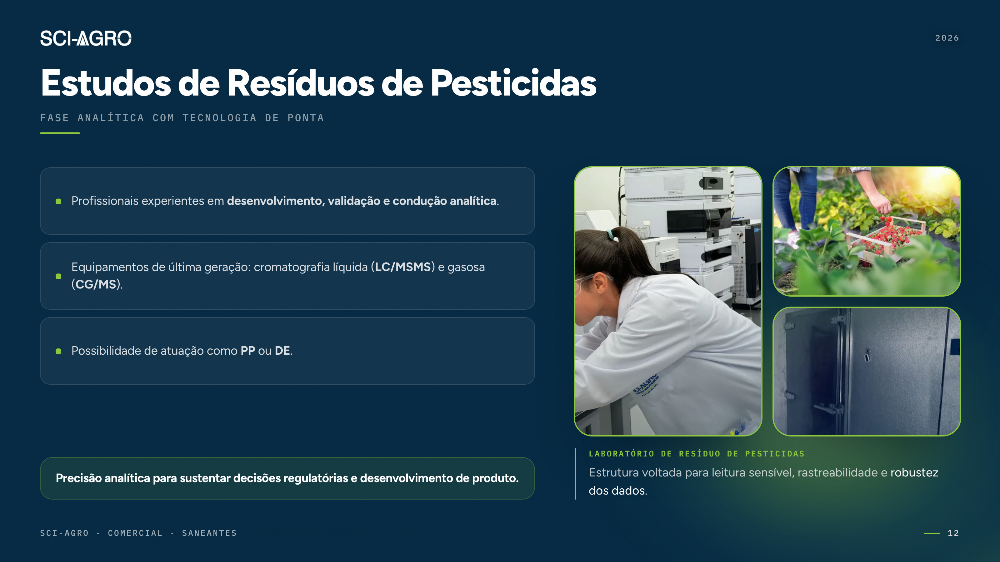 SCI-AGRO
2026
Estudos de Resíduos de Pesticidas
FASE ANALÍTICA COM TECNOLOGIA DE PONTA
Profissionais experientes em desenvolvimento, validação e condução analítica.
Equipamentos de última geração: cromatografia líquida (LC/MSMS) e gasosa
(CG/MS).
Possibilidade de atuação como PP ou DE.
Precisão analítica para sustentar decisões regulatórias e desenvolvimento de produto.
SCI-AGRO
LABORATÓRIO DE RESÍDUO DE PESTICIDAS
Estrutura voltada para leitura sensível, rastreabilidade e robustez
dos dados.
SCI-AGRO · COMERCIAL · SANEANTES
12